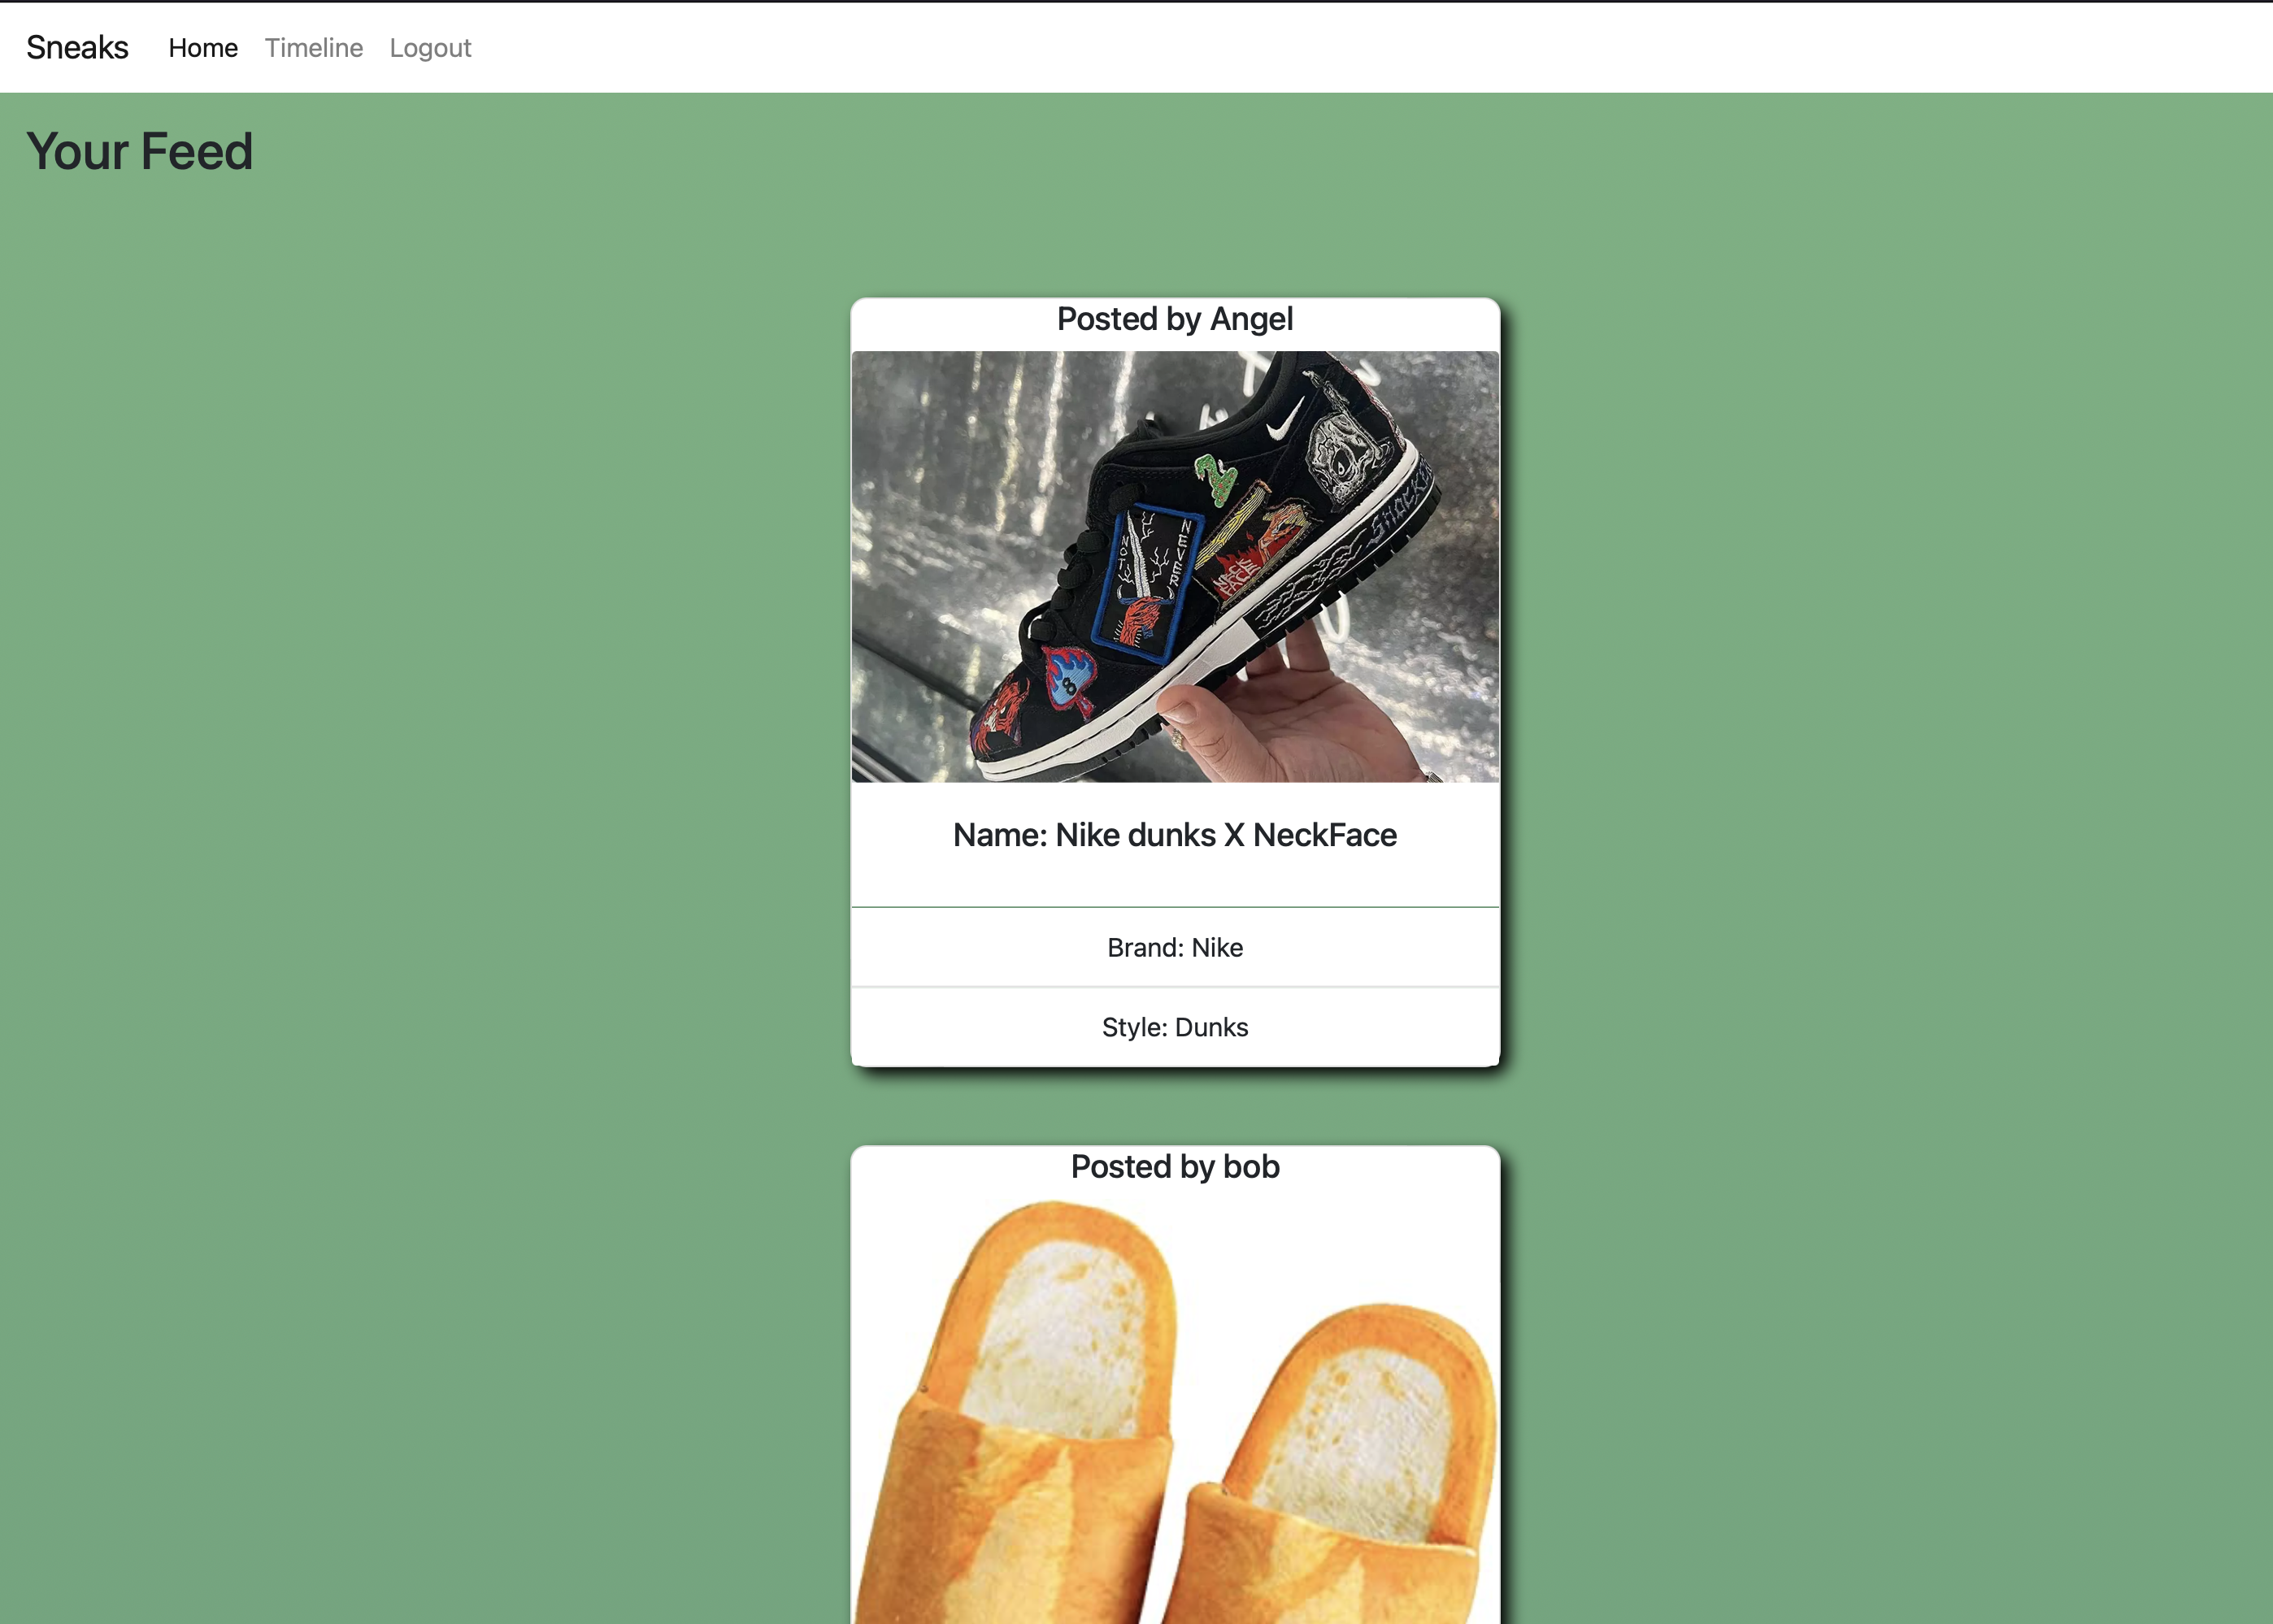 Sneaks Home Timeline Logout
Your Feed
Posted by Angel
NOT
NEVER
NECK
FACE
8
Name: Nike dunks X NeckFace
Brand: Nike
Style: Dunks
Posted by bob